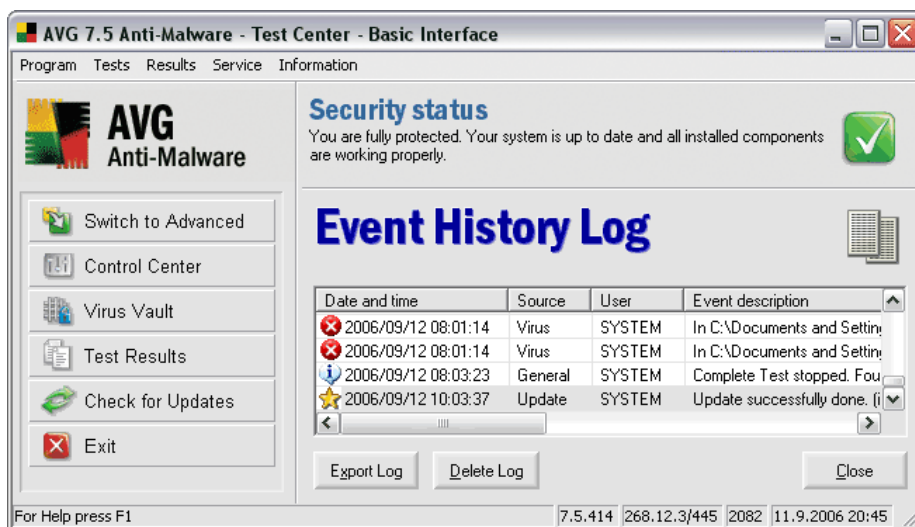 AVG 7.5 Anti-Malware - Test Center - Basic Interface
Program Tests Results Service Information
AVG
Anti-Malware
Switch to Advanced
Control Center
Virus Vault
Test Results
Check for Updates
Exit
Security status
You are fully protected. Your system is up to date and all installed components
are working properly.
Event History Log
Date and time Source User Event description
2006/09/12 08:01:14 Virus SYSTEM In C:\Documents and Setting
2006/09/12 08:01:14 Virus SYSTEM In C:\Documents and Setting
2006/09/12 08:03:23 General SYSTEM Complete Test stopped. Fou
2006/09/12 10:03:37 Update SYSTEM Update successfully done. (i
Export Log Delete Log Close
For Help press F1 7.5.414 268.12.3/445 2082 11.9.2006 20:45